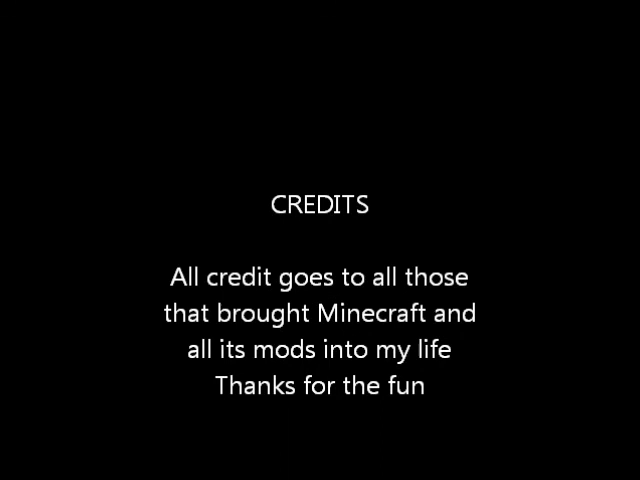 CREDITS
All credit goes to all those
that brought Minecraft and
all its mods into my life
Thanks for the fun